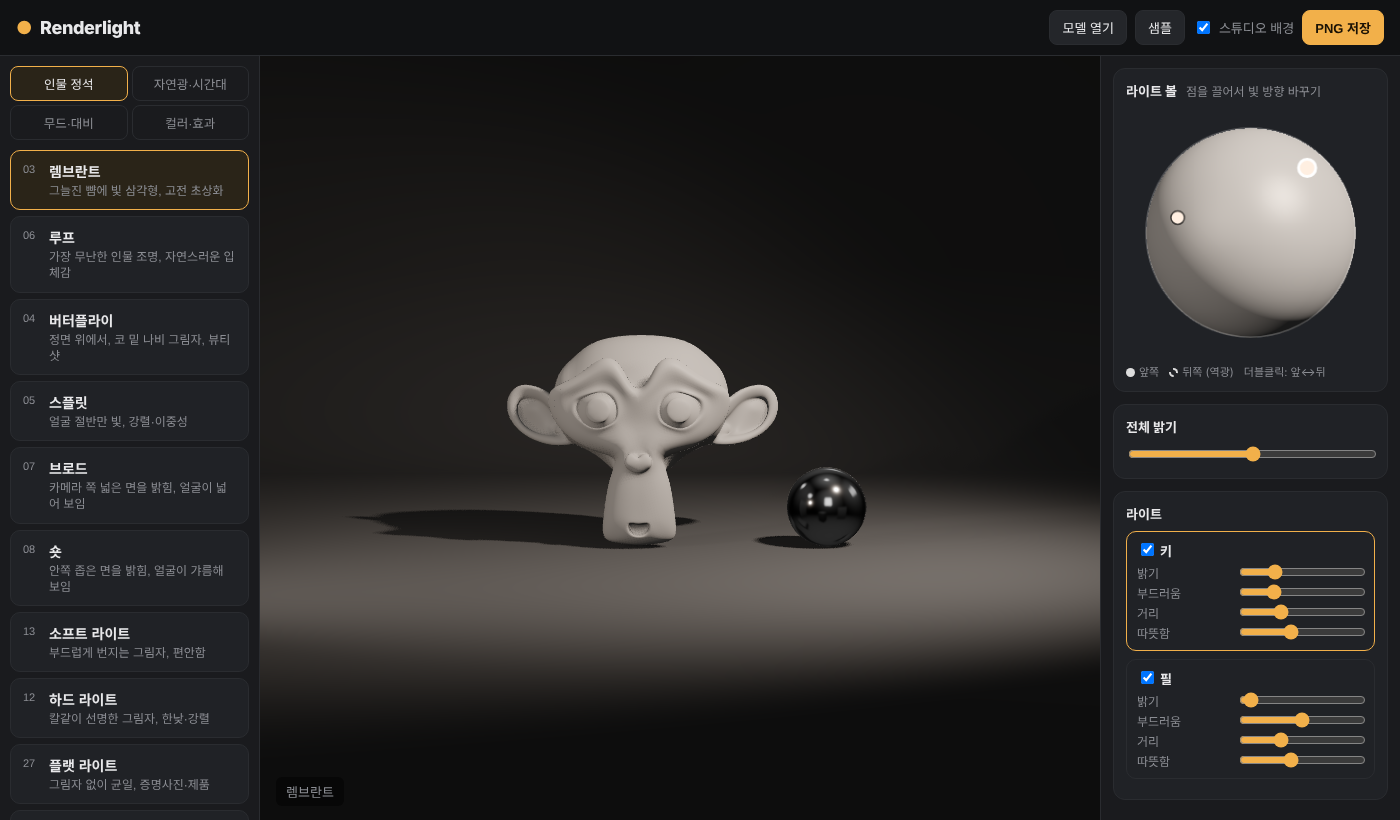 Renderlight
모델 열기
샘플
스튜디오 배경
PNG 저장
인물 정석
자연광·시간대
무드·대비
컬러·효과
03
렘브란트
그늘진 뺨에 빛 삼각형, 고전 초상화
06
루프
가장 무난한 인물 조명, 자연스러운 입
체감
04
버터플라이
정면 위에서, 코 밑 나비 그림자, 뷰티
샷
05
스플릿
얼굴 절반만 빛, 강렬·이중성
07
브로드
카메라 쪽 넓은 면을 밝힘, 얼굴이 넓
어 보임
08
숏
안쪽 좁은 면을 밝힘, 얼굴이 갸름해
보임
13
소프트 라이트
부드럽게 번지는 그림자, 편안함
12
하드 라이트
칼같이 선명한 그림자, 한낮·강렬
27
플랫 라이트
그림자 없이 균일, 증명사진·제품
렘브란트
라이트 볼 점을 끌어서 빛 방향 바꾸기
앞쪽 뒤쪽 (역광) 더블클릭: 앞↔뒤
전체 밝기
라이트
키
밝기
부드러움
거리
따뜻함
필
밝기
부드러움
거리
따뜻함